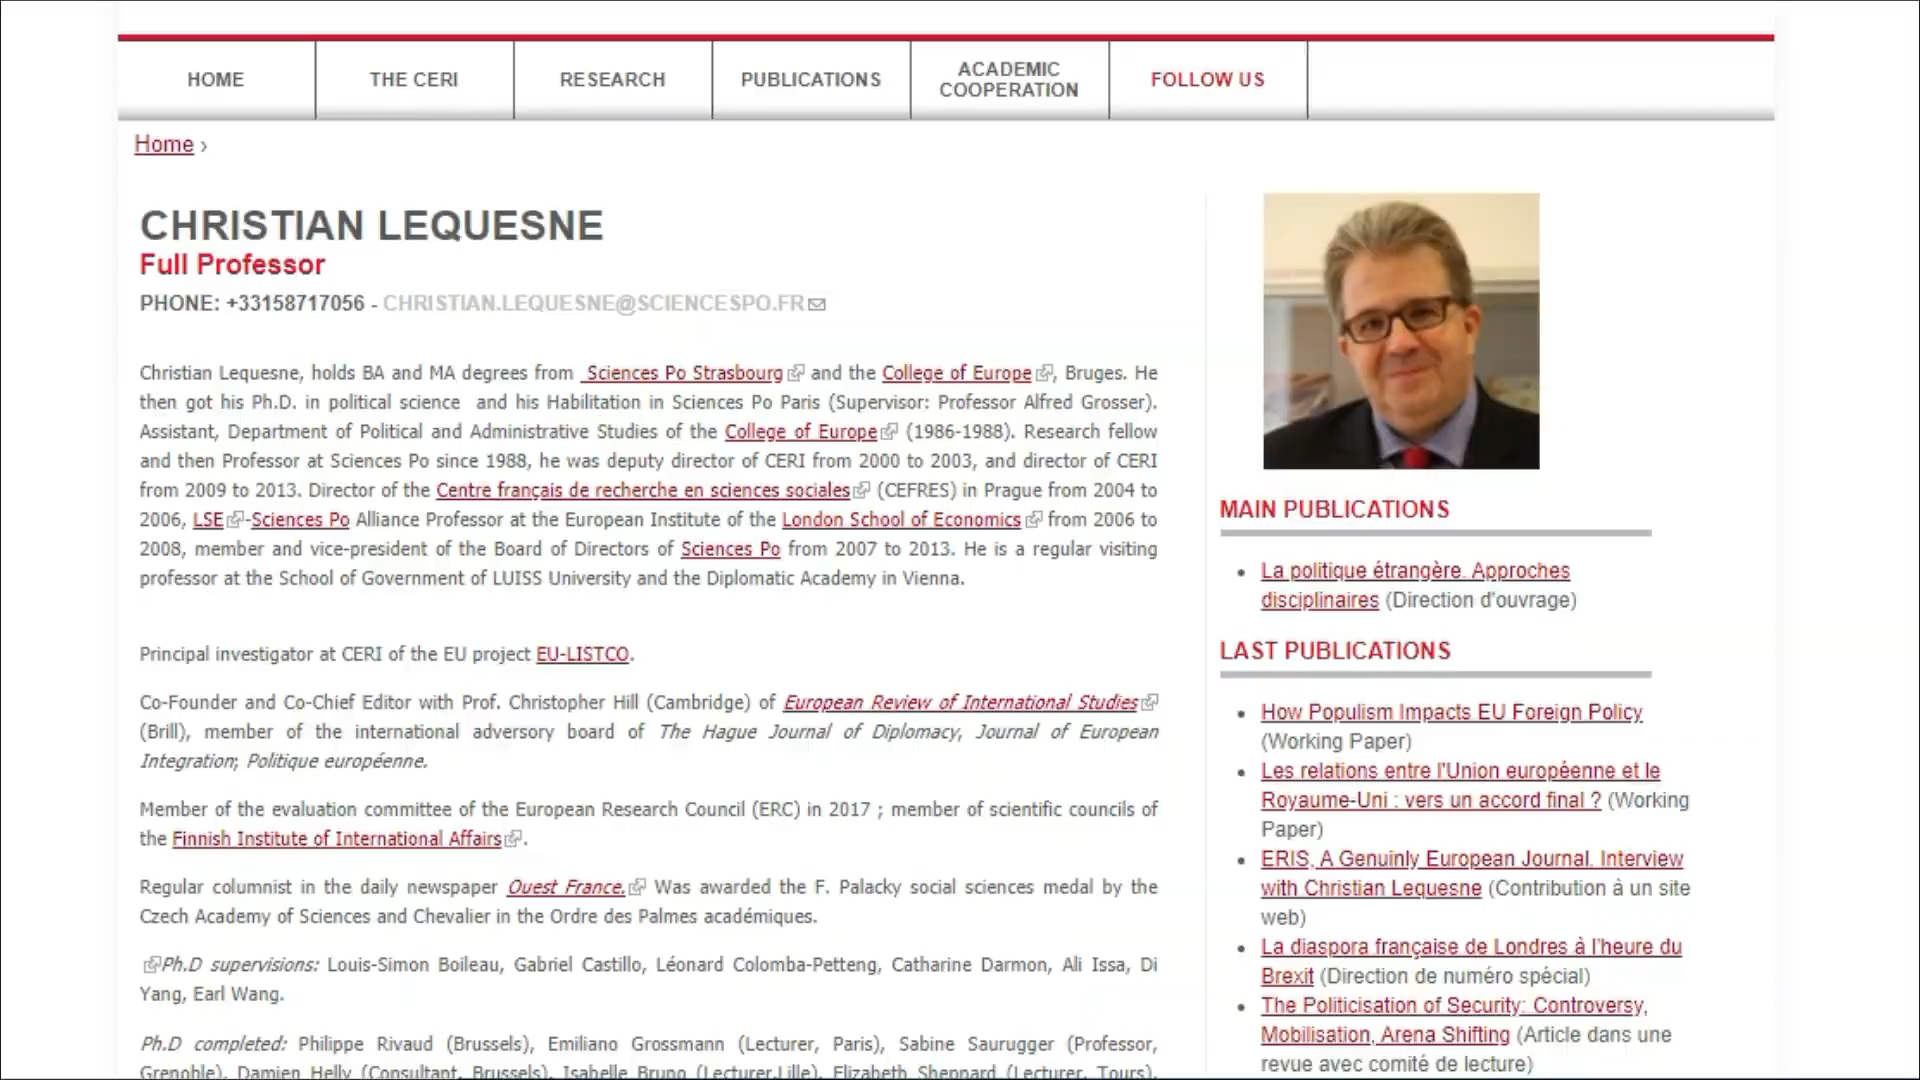 HOME
THE CERI
RESEARCH
PUBLICATIONS
ACADEMIC
COOPERATION
FOLLOW US
Home ›
CHRISTIAN LEQUESNE
Full Professor
PHONE: +33158717056 - CHRISTIAN.LEQUESNE@SCIENCESPO.FR
Christian Lequesne, holds BA and MA degrees from Sciences Po Strasbourg and the College of Europe, Bruges. He
then got his Ph.D. in political science and his Habilitation in Sciences Po Paris (Supervisor: Professor Alfred Grosser).
Assistant, Department of Political and Administrative Studies of the College of Europe (1986-1988). Research fellow
and then Professor at Sciences Po since 1988, he was deputy director of CERI from 2000 to 2003, and director of CERI
from 2009 to 2013. Director of the Centre français de recherche en sciences sociales (CEFRES) in Prague from 2004 to
2006, LSE-Sciences Po Alliance Professor at the European Institute of the London School of Economics from 2006 to
2008, member and vice-president of the Board of Directors of Sciences Po from 2007 to 2013. He is a regular visiting
professor at the School of Government of LUISS University and the Diplomatic Academy in Vienna.
Principal investigator at CERI of the EU project EU-LISTCO.
Co-Founder and Co-Chief Editor with Prof. Christopher Hill (Cambridge) of European Review of International Studies
(Brill), member of the international adversory board of The Hague Journal of Diplomacy, Journal of European
Integration; Politique européenne.
Member of the evaluation committee of the European Research Council (ERC) in 2017 ; member of scientific councils of
the Finnish Institute of International Affairs.
Regular columnist in the daily newspaper Ouest France. Was awarded the F. Palacky social sciences medal by the
Czech Academy of Sciences and Chevalier in the Ordre des Palmes académiques.
Ph.D supervisions: Louis-Simon Boileau, Gabriel Castillo, Léonard Colomba-Petteng, Catharine Darmon, Ali Issa, Di
Yang, Earl Wang.
Ph.D completed: Philippe Rivaud (Brussels), Emiliano Grossmann (Lecturer, Paris), Sabine Saurugger (Professor,
Grenoble), Damien Helly (Consultant, Brussels), Isabelle Bruno (Lecturer,Lille), Elizabeth Sheppard (Lecturer, Tours),
MAIN PUBLICATIONS
• La politique étrangère. Approches
disciplinaires (Direction d'ouvrage)
LAST PUBLICATIONS
• How Populism Impacts EU Foreign Policy
(Working Paper)
• Les relations entre l'Union européenne et le
Royaume-Uni : vers un accord final ? (Working
Paper)
• ERIS, A Genuinly European Journal. Interview
with Christian Lequesne (Contribution à un site
web)
• La diaspora française de Londres à l'heure du
Brexit (Direction de numéro spécial)
• The Politicisation of Security: Controversy,
Mobilisation, Arena Shifting (Article dans une
revue avec comité de lecture)